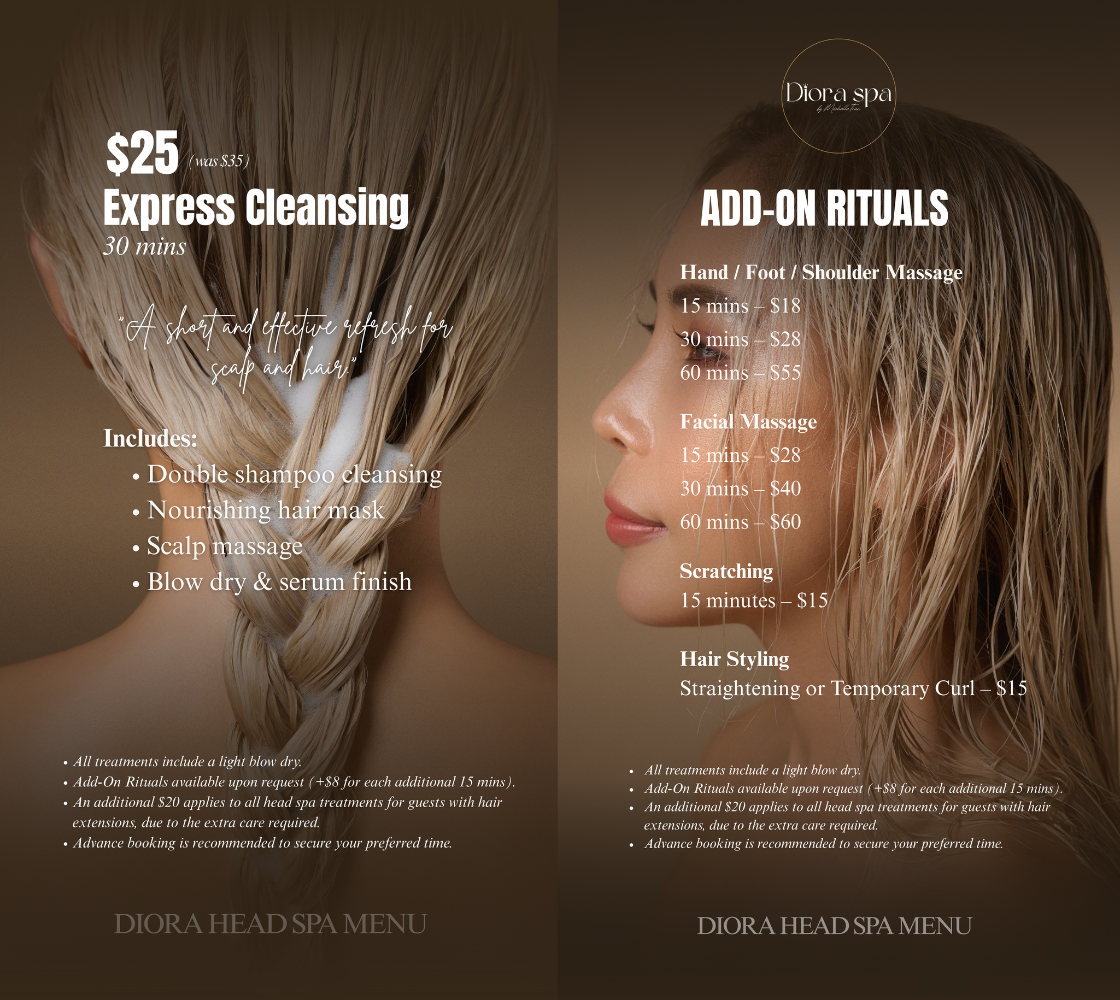 $25 (was $35)
Express Cleansing
30 mins
"A short and effective refresh for
scalp and hair."
Includes:
• Double shampoo cleansing
• Nourishing hair mask
• Scalp massage
• Blow dry & serum finish
• All treatments include a light blow dry.
• Add-On Rituals available upon request (+$8 for each additional 15 mins).
• An additional $20 applies to all head spa treatments for guests with hair
extensions, due to the extra care required.
• Advance booking is recommended to secure your preferred time.
DIORA HEAD SPA MENU
Diora spa
ADD-ON RITUALS
Hand / Foot / Shoulder Massage
15 mins – $18
30 mins – $28
60 mins – $55
Facial Massage
15 mins – $28
30 mins – $40
60 mins – $60
Scratching
15 minutes – $15
Hair Styling
Straightening or Temporary Curl – $15
• All treatments include a light blow dry.
• Add-On Rituals available upon request (+$8 for each additional 15 mins).
• An additional $20 applies to all head spa treatments for guests with hair
extensions, due to the extra care required.
• Advance booking is recommended to secure your preferred time.
DIORA HEAD SPA MENU